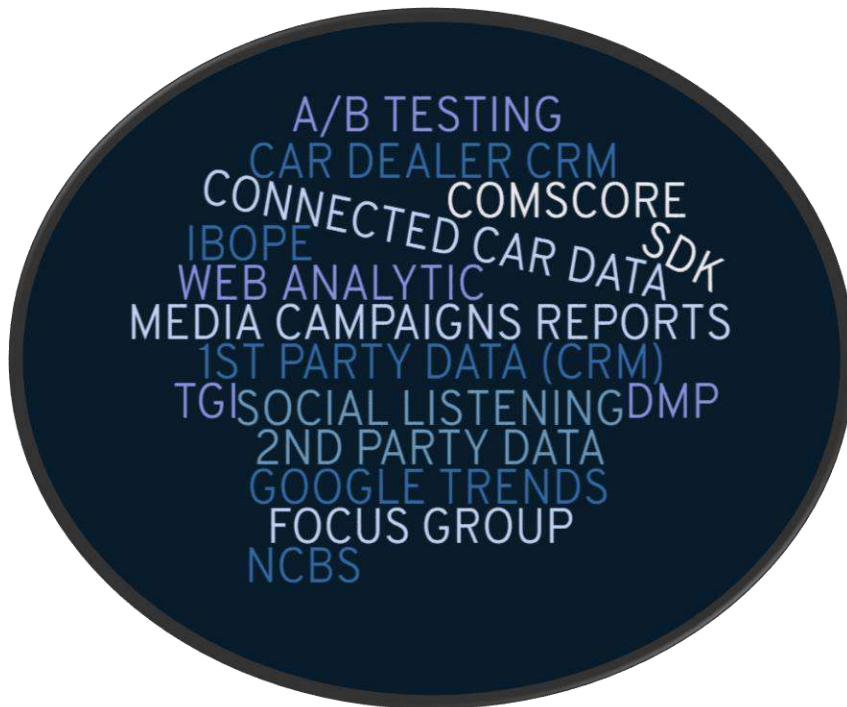 A/B TESTING
CAR DEALER CRM
CONNECTED CAR DATA
COMSCORE
SDK
IBOPE
WEB ANALYTIC
MEDIA CAMPAIGNS REPORTS
1ST PARTY DATA (CRM)
TGI
SOCIAL LISTENING
DMP
2ND PARTY DATA
GOOGLE TRENDS
FOCUS GROUP
NCBS